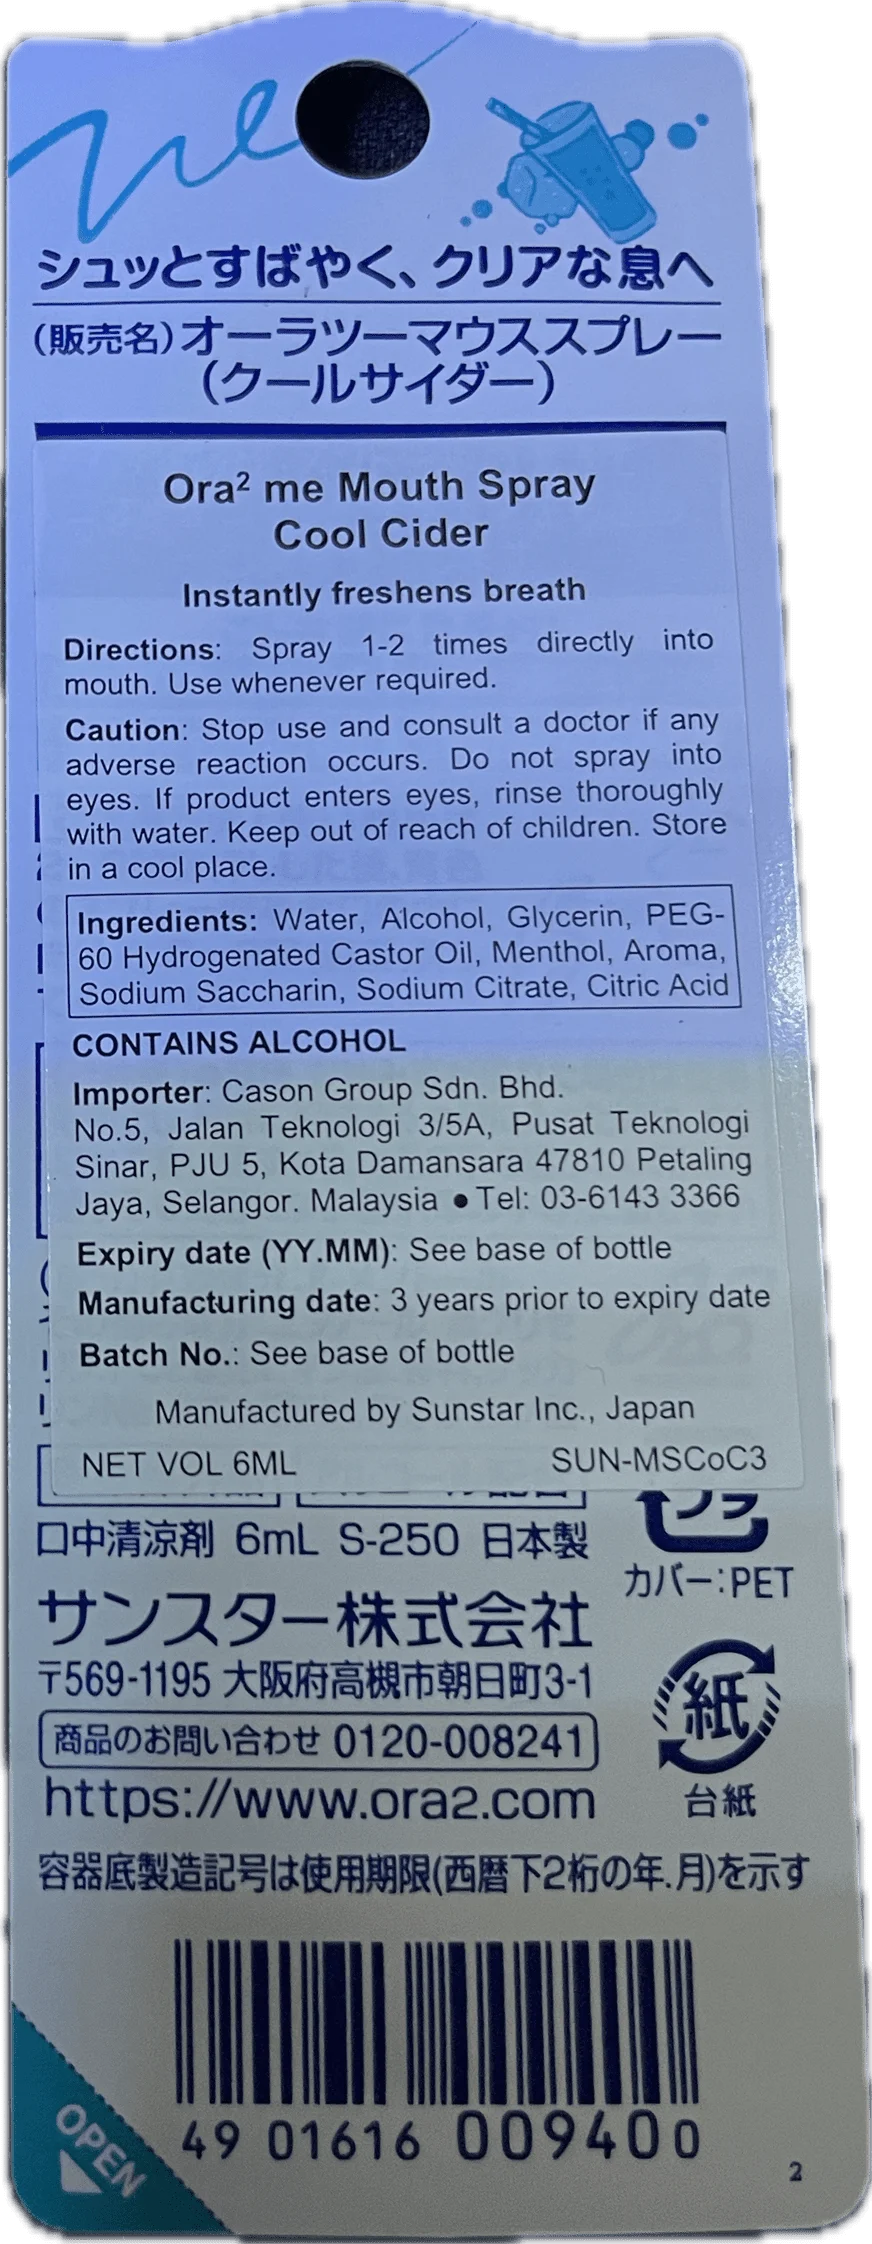 me
シュッとすばやく、クリアな息へ
（販売名）オーラツーマウススプレー
（クールサイダー）
Ora² me Mouth Spray
Cool Cider
Instantly freshens breath
Directions: Spray 1-2 times directly into
mouth. Use whenever required.
Caution: Stop use and consult a doctor if any
adverse reaction occurs. Do not spray into
eyes. If product enters eyes, rinse thoroughly
with water. Keep out of reach of children. Store
in a cool place.
Ingredients: Water, Alcohol, Glycerin, PEG-
60 Hydrogenated Castor Oil, Menthol, Aroma,
Sodium Saccharin, Sodium Citrate, Citric Acid
CONTAINS ALCOHOL
Importer: Cason Group Sdn. Bhd.
No.5, Jalan Teknologi 3/5A, Pusat Teknologi
Sinar, PJU 5, Kota Damansara 47810 Petaling
Jaya, Selangor. Malaysia ● Tel: 03-6143 3366
Expiry date (YY.MM): See base of bottle
Manufacturing date: 3 years prior to expiry date
Batch No.: See base of bottle
Manufactured by Sunstar Inc., Japan
NET VOL 6ML SUN-MSCoC3
口中清涼剤 6mL S-250 日本製
カバー：PET
サンスター株式会社
〒569-1195 大阪府高槻市朝日町3-1
紙
商品のお問い合わせ 0120-008241
https://www.ora2.com
台紙
容器底製造記号は使用期限(西暦下2桁の年.月)を示す
49 01616 00940 0
OPEN
2